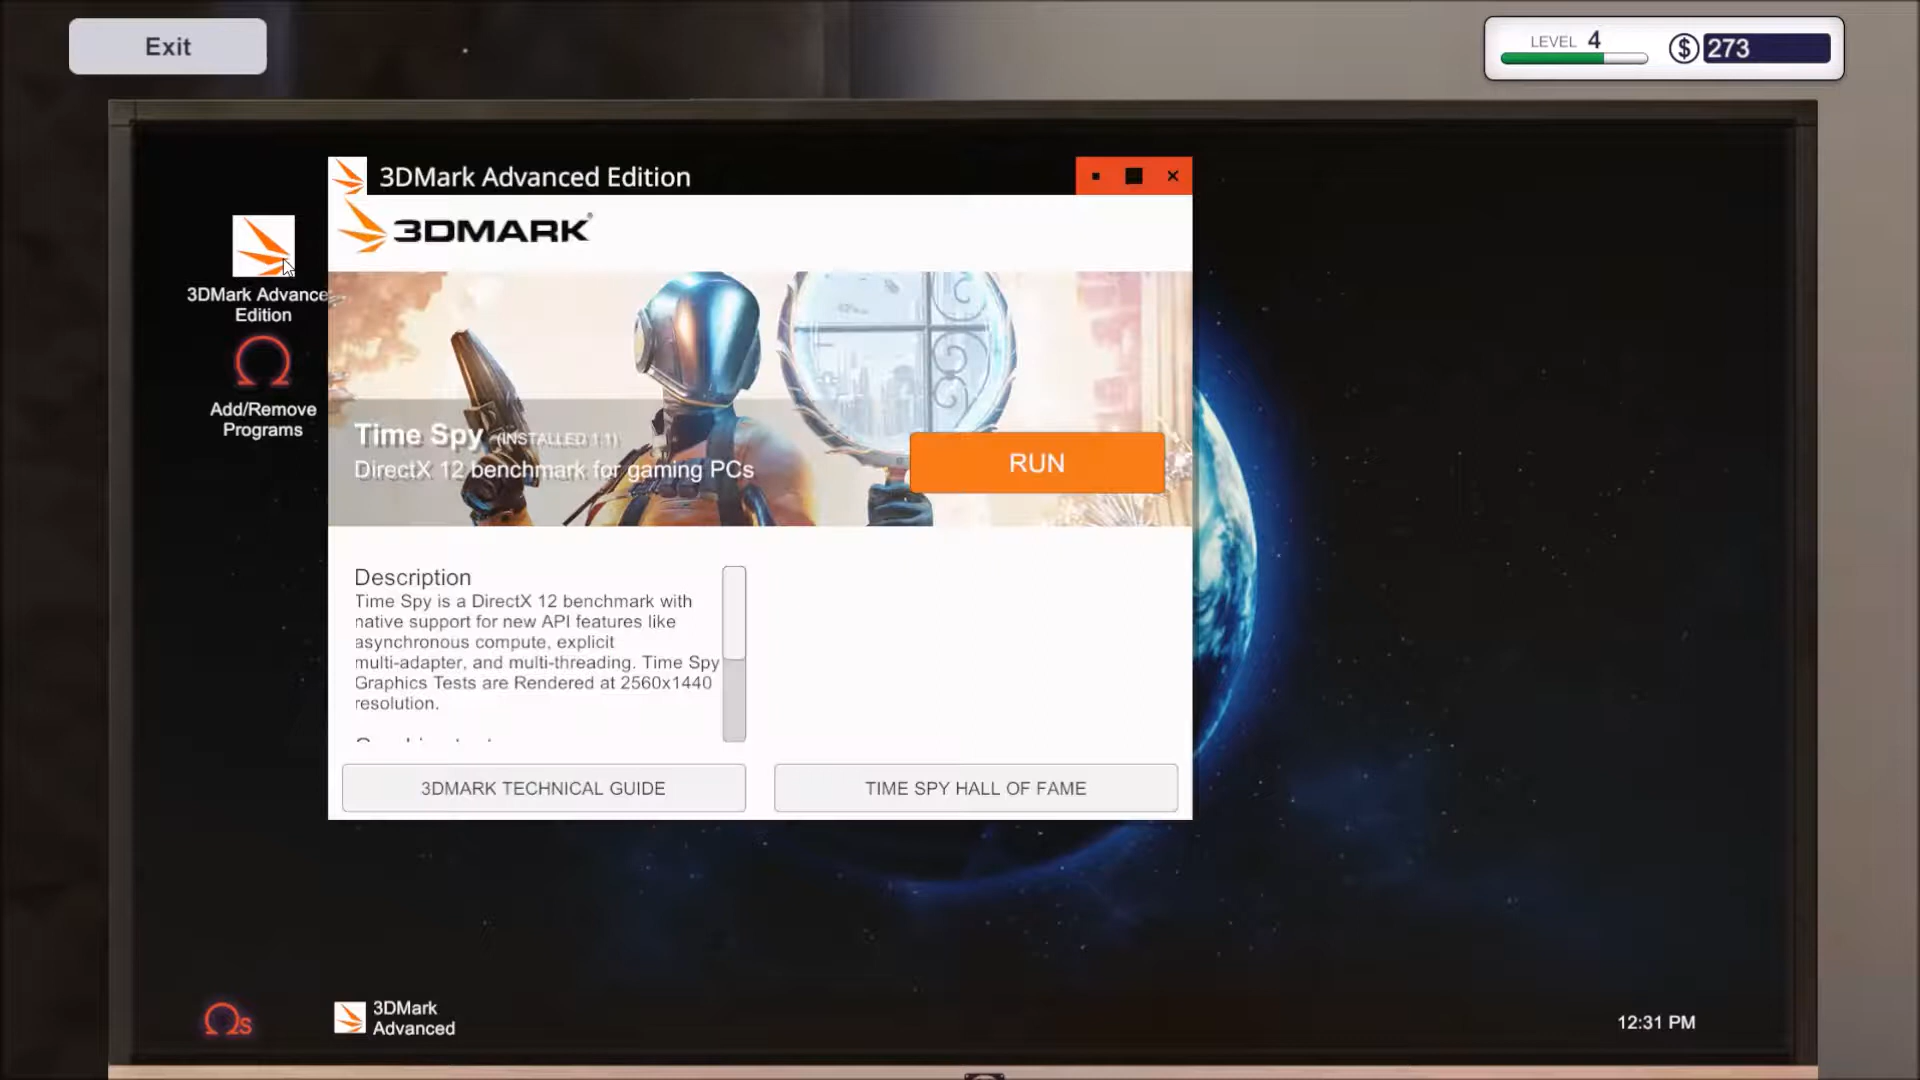 Exit
LEVEL 4
$ 273
3DMark Advanced Edition
3DMARK
3DMark Advance
Edition
Add/Remove
Programs
Time Spy (INSTALLED 1.1)
DirectX 12 benchmark for gaming PCs
RUN
Description
Time Spy is a DirectX 12 benchmark with
native support for new API features like
asynchronous compute, explicit
multi-adapter, and multi-threading. Time Spy
Graphics Tests are Rendered at 2560x1440
resolution.
3DMARK TECHNICAL GUIDE
TIME SPY HALL OF FAME
Ωs
3DMark
Advanced
12:31 PM